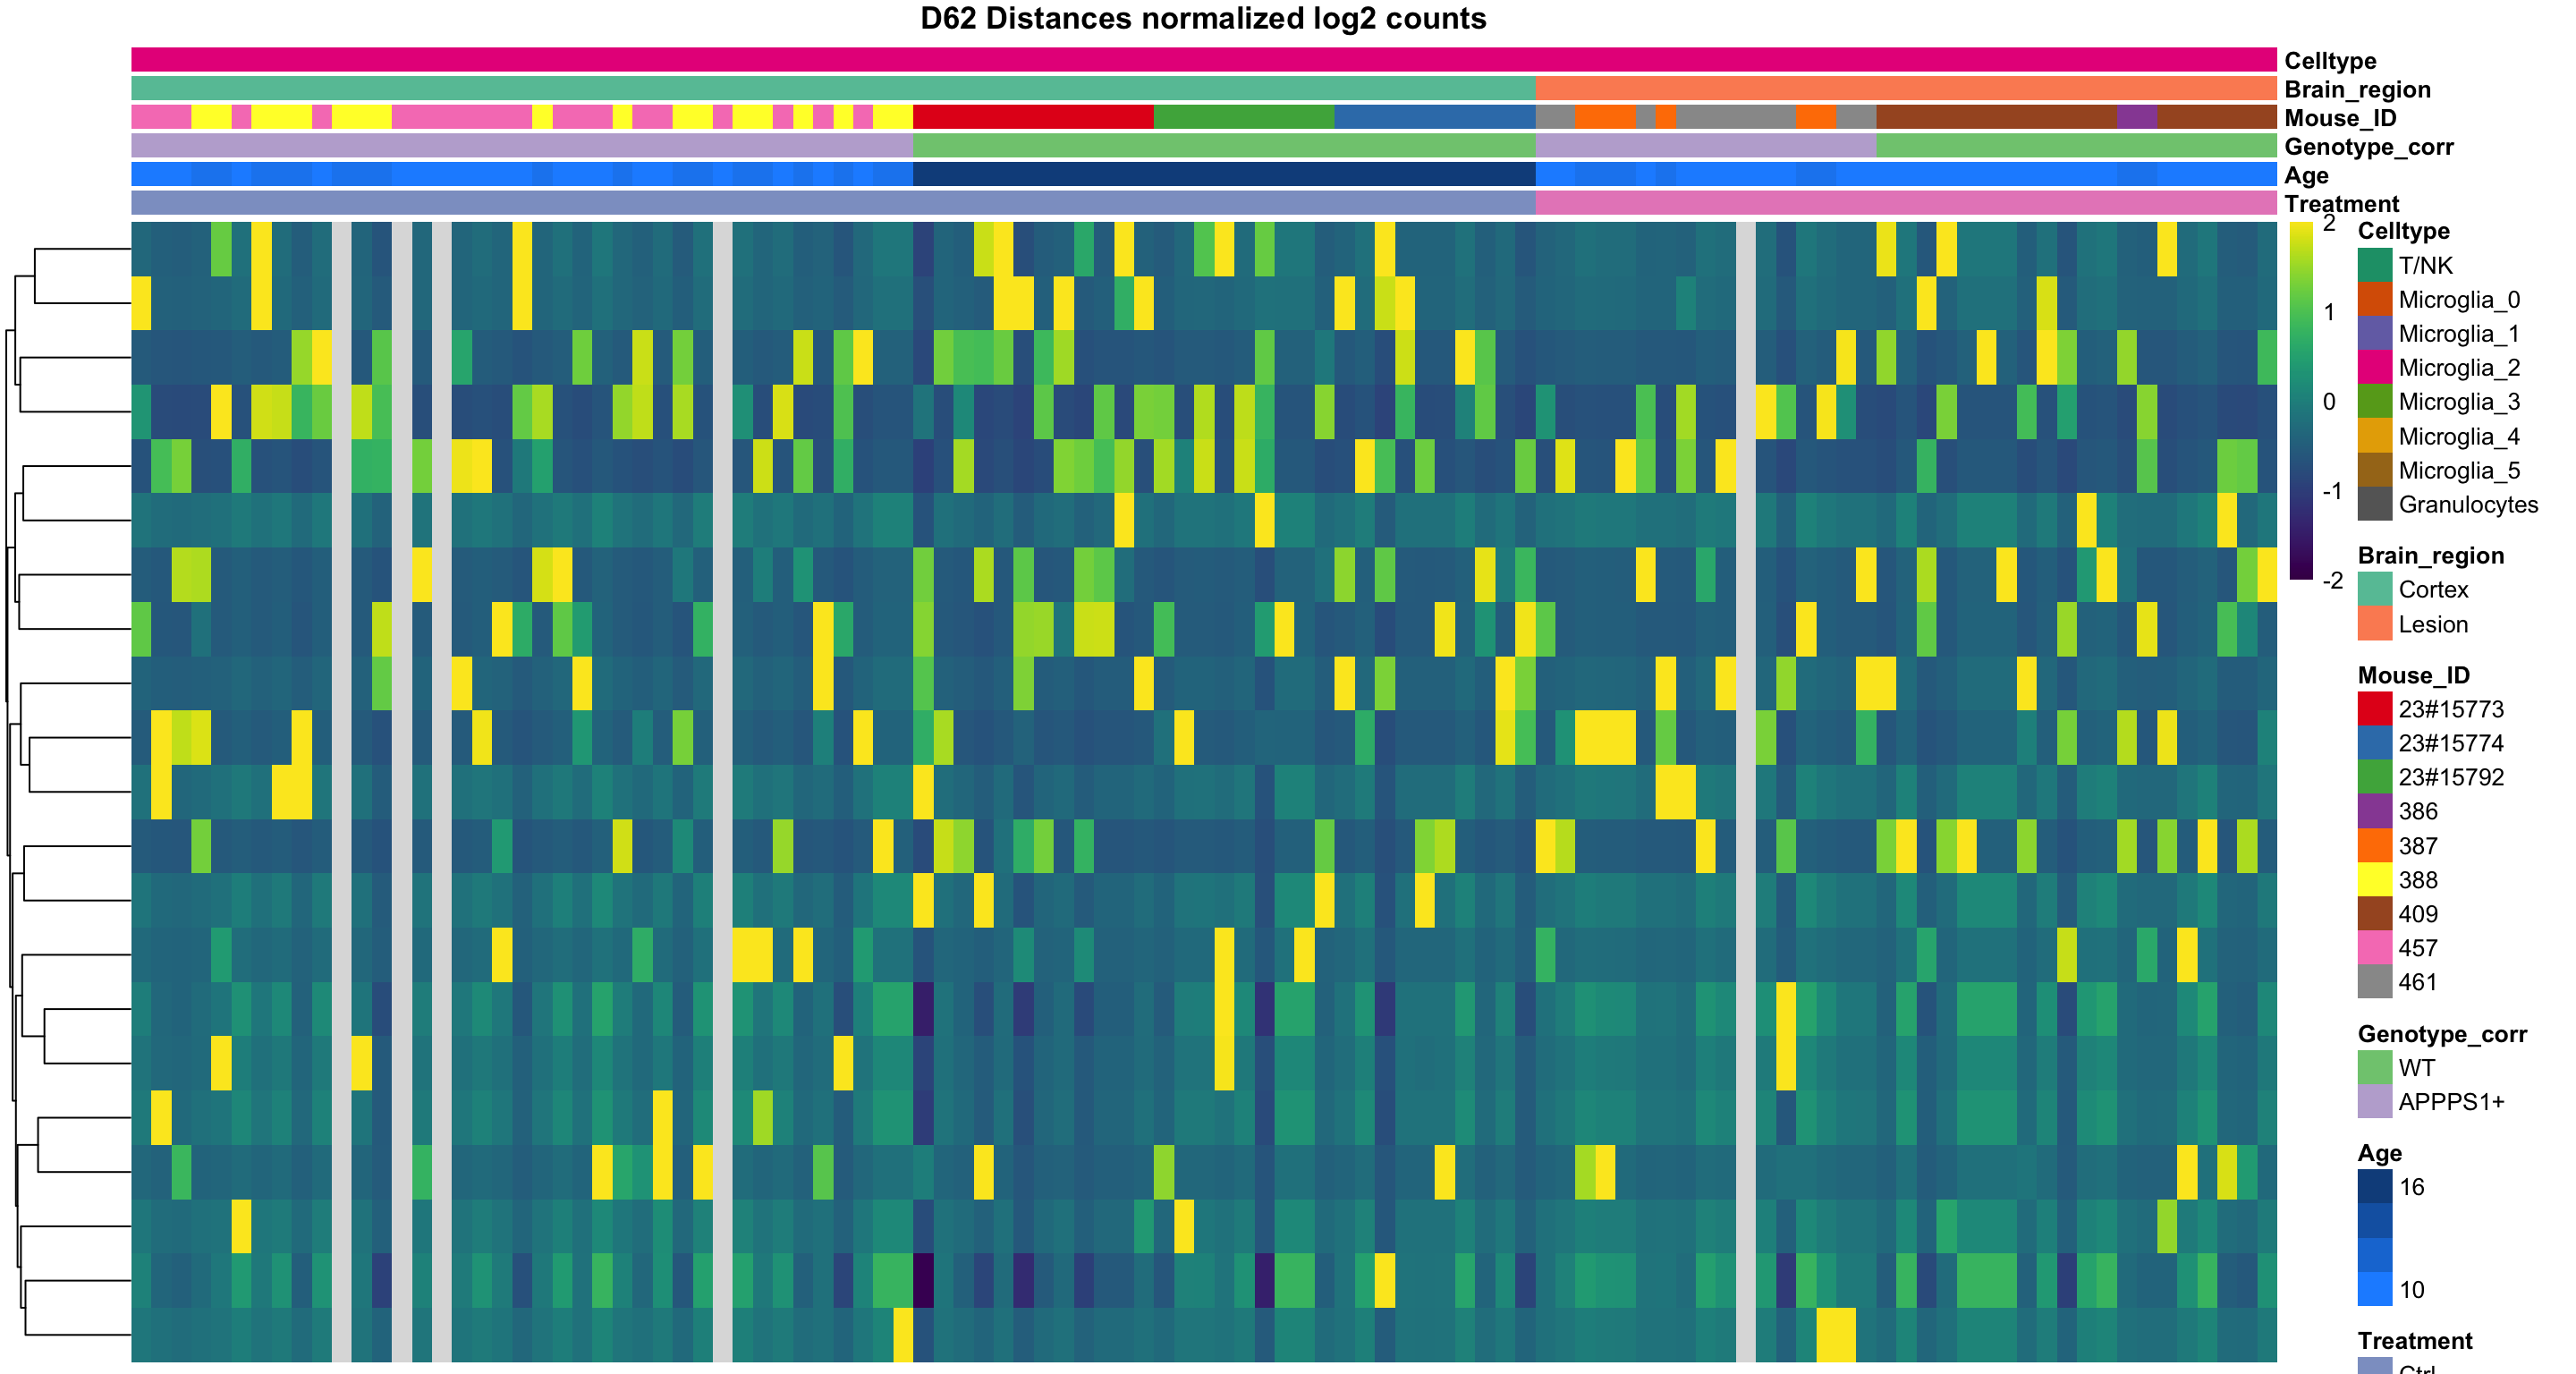 D62 Distances normalized log2 counts
Celltype
Brain_region
Mouse_ID
Genotype_corr
Age
Treatment
2
1
0
-1
-2
Celltype
T/NK
Microglia_0
Microglia_1
Microglia_2
Microglia_3
Microglia_4
Microglia_5
Granulocytes
Brain_region
Cortex
Lesion
Mouse_ID
23#15773
23#15774
23#15792
386
387
388
409
457
461
Genotype_corr
WT
APPPS1+
Age
16
10
Treatment
Ctrl